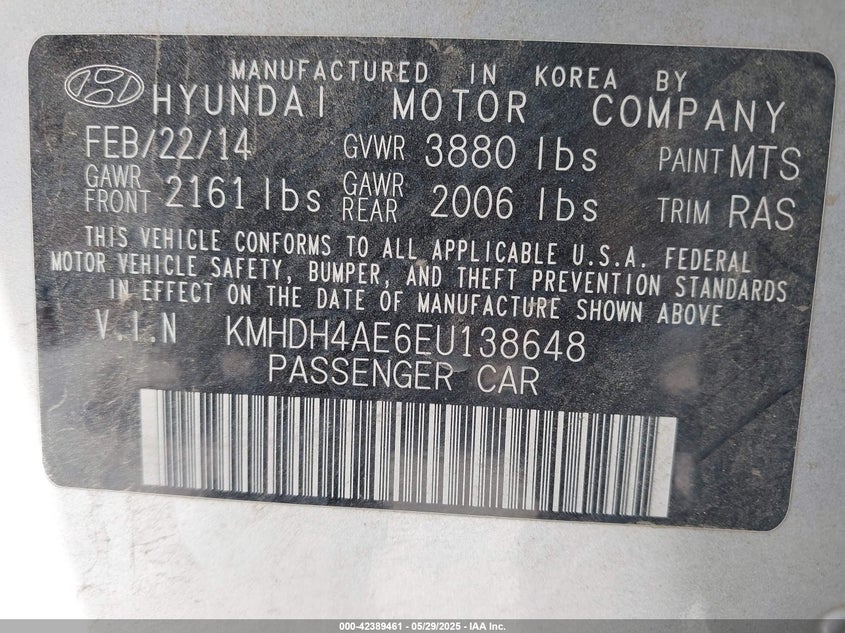 MANUFACTURED IN KOREA BY
HYUNDAI MOTOR COMPANY
FEB/22/14 GVWR 3880 lbs PAINT MTS
GAWR FRONT 2161 lbs GAWR REAR 2006 lbs TRIM RAS
THIS VEHICLE CONFORMS TO ALL APPLICABLE U.S.A. FEDERAL
MOTOR VEHICLE SAFETY, BUMPER, AND THEFT PREVENTION STANDARDS
IN EFFECT ON THE DATE OF MANUFACTURE SHOWN ABOVE
V.I.N KMHDH4AE6EU138648
PASSENGER CAR
000-42389461 - 05/29/2025 - IAA Inc.